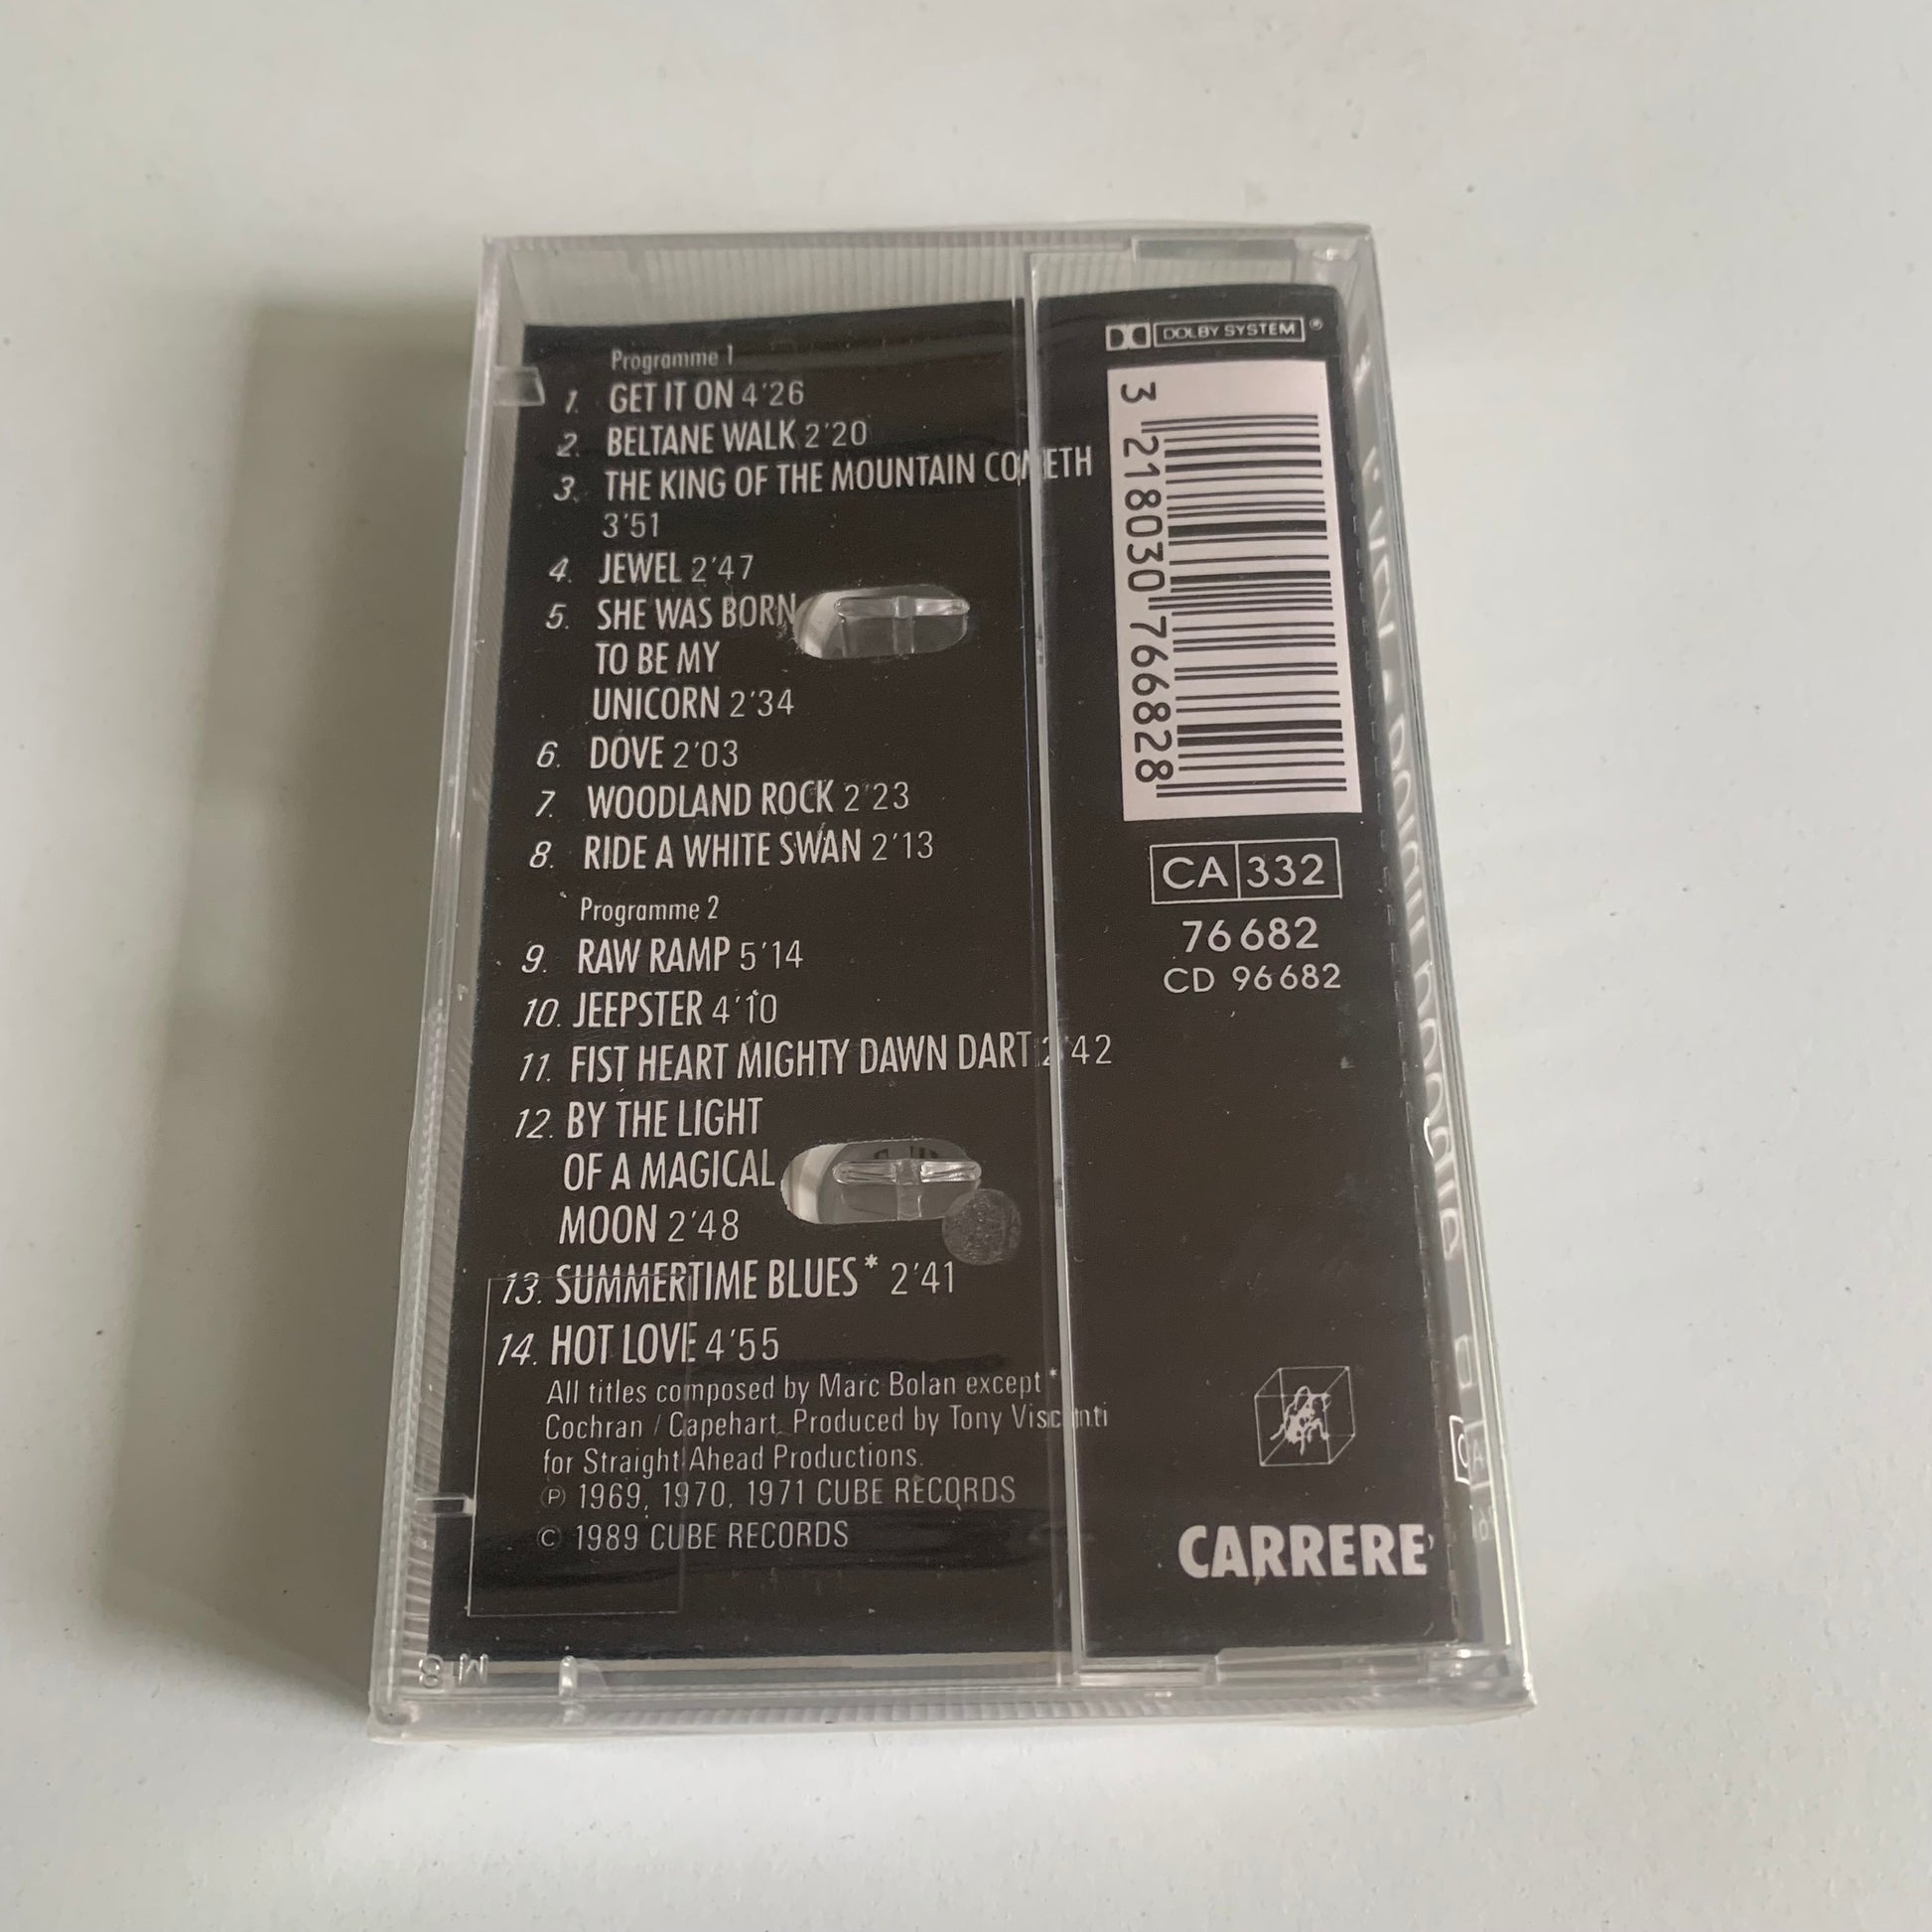 Programme 1
1. GET IT ON 4'26
2. BELTANE WALK 2'20
3. THE KING OF THE MOUNTAIN COMETH
3'51
4. JEWEL 2'47
5. SHE WAS BORN
TO BE MY
UNICORN 2'34
6. DOVE 2'03
7. WOODLAND ROCK 2'23
8. RIDE A WHITE SWAN 2'13
Programme 2
9. RAW RAMP 5'14
10. JEEPSTER 4'10
11. FIST HEART MIGHTY DAWN DART 2'42
12. BY THE LIGHT
OF A MAGICAL
MOON 2'48
13. SUMMERTIME BLUES* 2'41
14. HOT LOVE 4'55
All titles composed by Marc Bolan except *
Cochran / Capehart. Produced by Tony Visconti
for Straight Ahead Productions.
Ⓟ 1969, 1970, 1971 CUBE RECORDS
© 1989 CUBE RECORDS
DOLBY SYSTEM ®
3 218030 766828
CA 332
76 682
CD 96 682
CARRERE